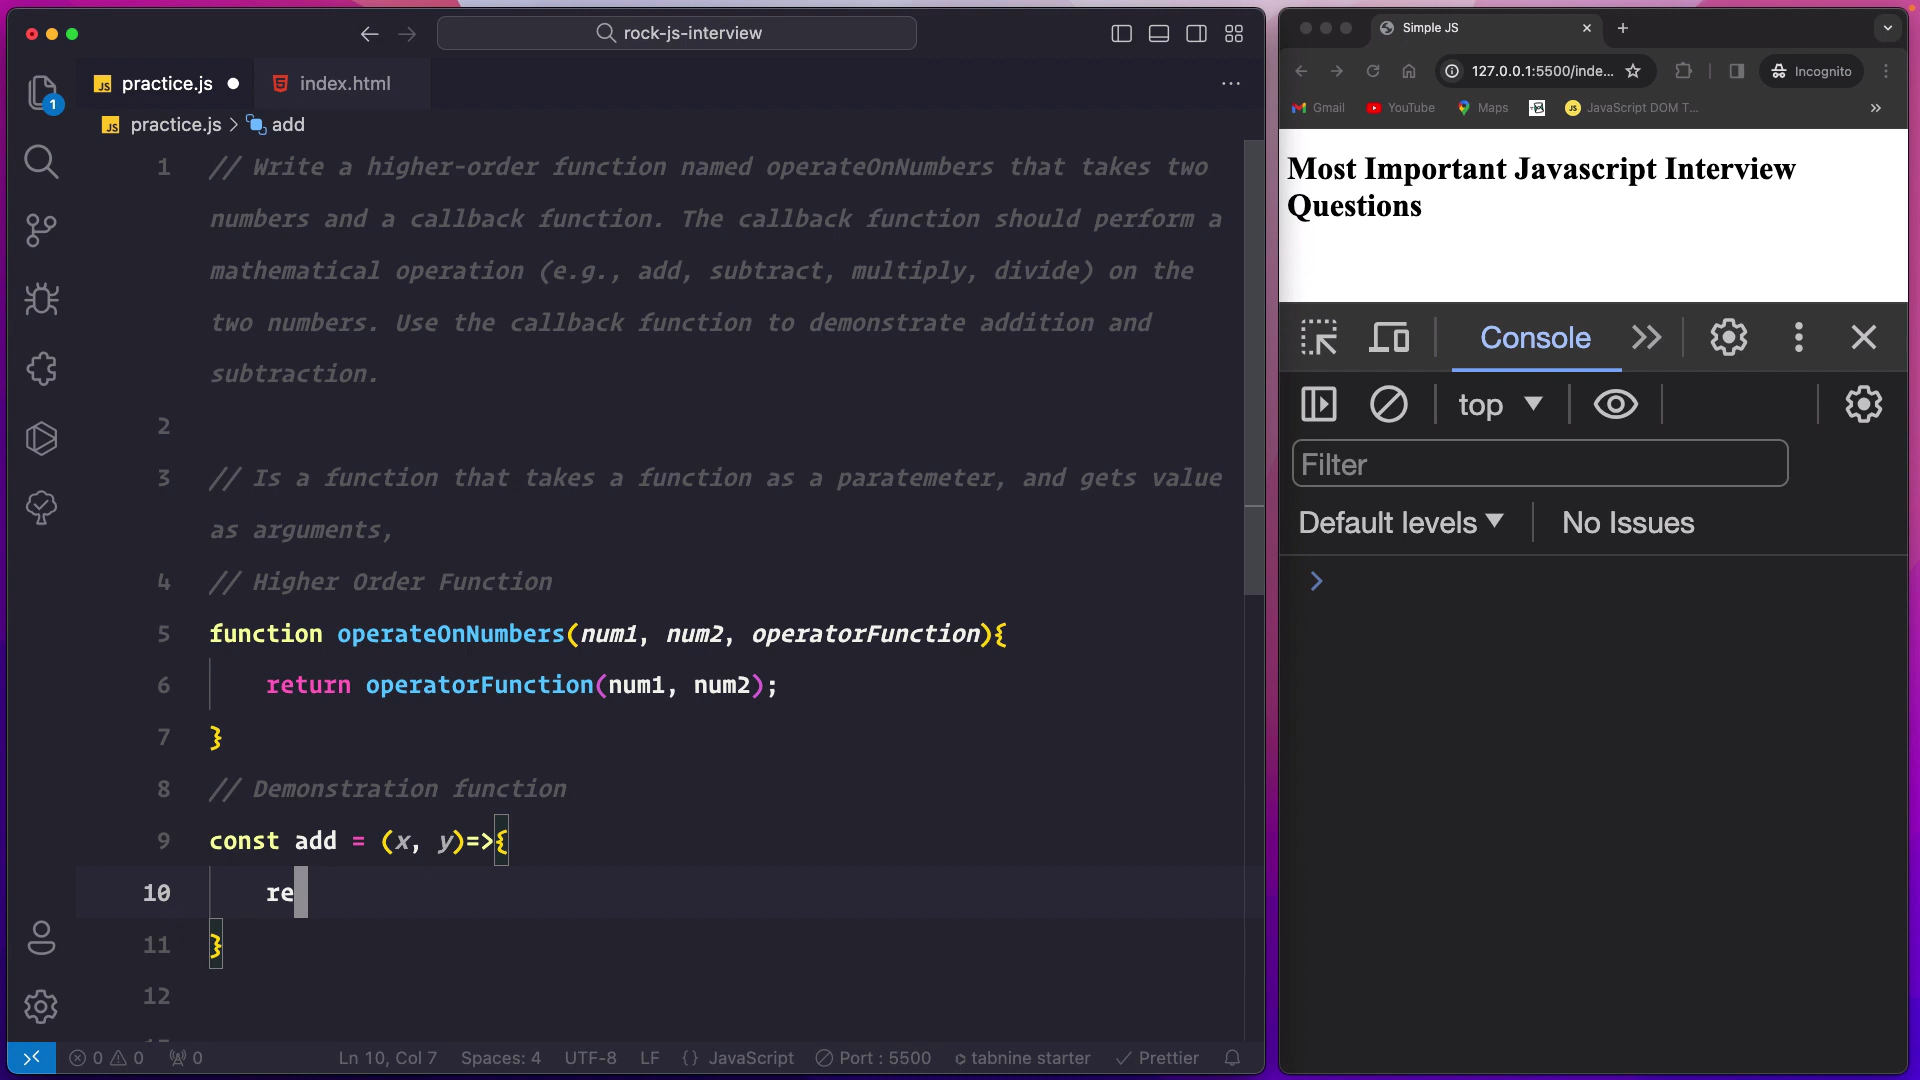 rock-js-interview
JS practice.js
index.html
...
JS practice.js > add
1 // Write a higher-order function named operateOnNumbers that takes two
numbers and a callback function. The callback function should perform a
mathematical operation (e.g., add, subtract, multiply, divide) on the
two numbers. Use the callback function to demonstrate addition and
subtraction.
2
3 // Is a function that takes a function as a paratemeter, and gets value
as arguments,
4 // Higher Order Function
5 function operateOnNumbers(num1, num2, operatorFunction){
6 return operatorFunction(num1, num2);
7 }
8 // Demonstration function
9 const add = (x, y)=>{
10 re
11 }
12
1
0 0 0 Ln 10, Col 7 Spaces: 4 UTF-8 LF {} JavaScript Port : 5500 tabnine starter Prettier
Simple JS
127.0.0.1:5500/inde... Incognito
Gmail YouTube Maps JS JavaScript DOM T... »
Most Important Javascript Interview
Questions
Console
top
Filter
Default levels No Issues
>